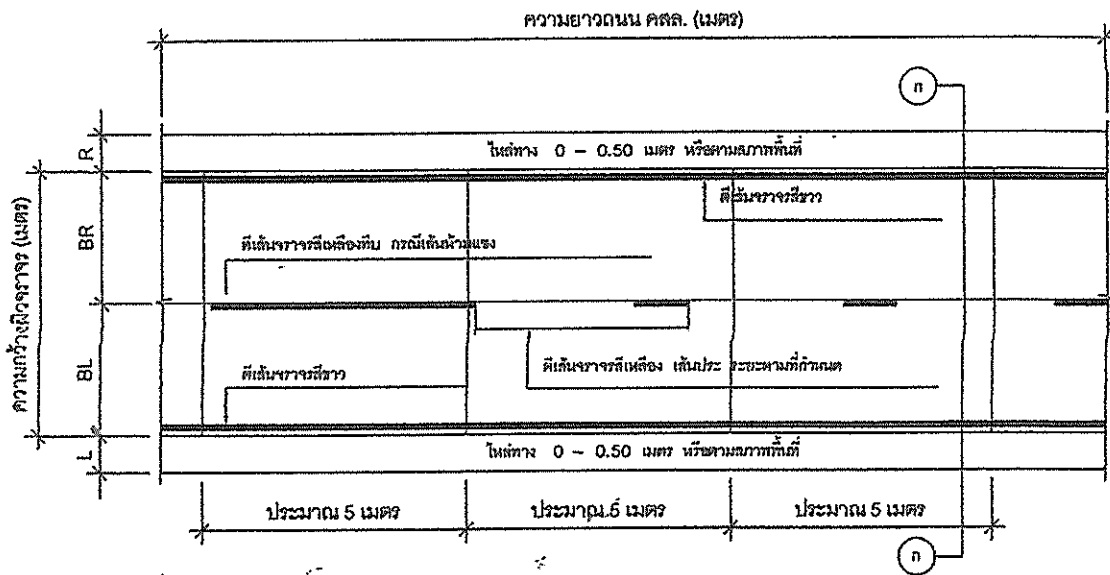 ความยาวถนน คสล. (เมตร)
ก
R
ไหล่ทาง 0 - 0.50 เมตร หรือตามสภาพพื้นที่
ความกว้างผิวจราจร (เมตร)
ตีเส้นจราจรสีขาว
BR
ตีเส้นจราจรสีเหลืองทึบ กรณีเส้นห้ามแซง
BL
ตีเส้นจราจรสีเหลือง เส้นประ ระยะตามที่กำหนด
ตีเส้นจราจรสีขาว
L
ไหล่ทาง 0 - 0.50 เมตร หรือตามสภาพพื้นที่
ประมาณ 5 เมตร
ประมาณ.5 เมตร
ประมาณ 5 เมตร
ก